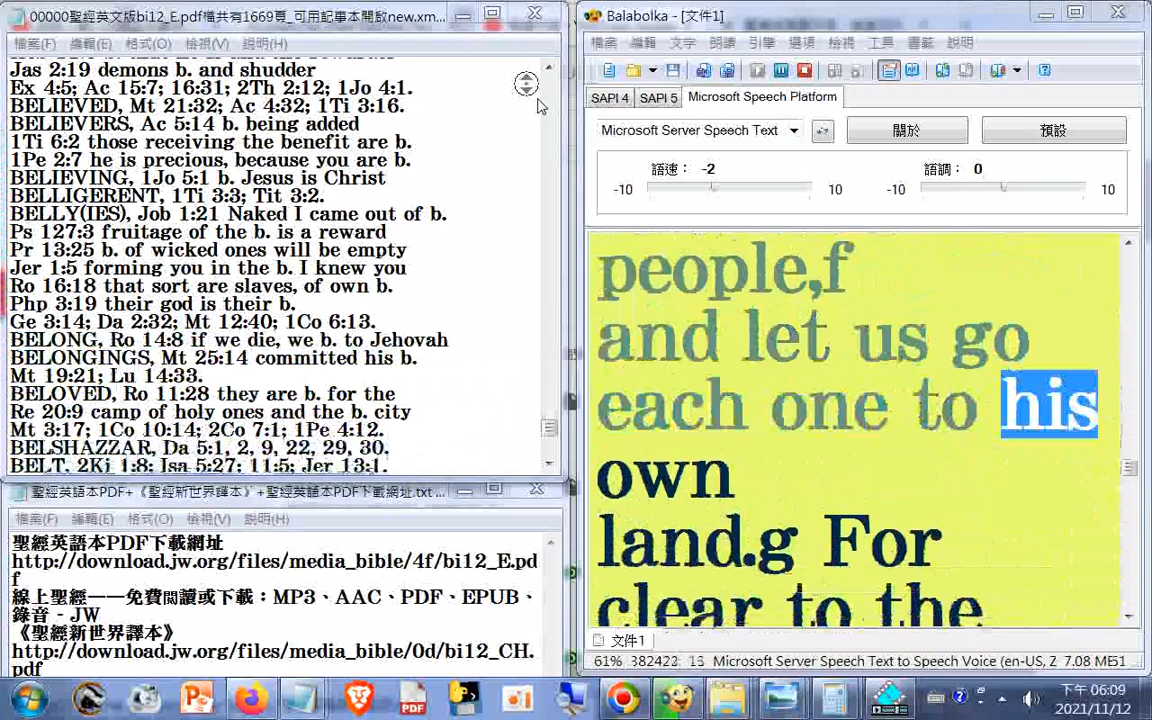 00000聖經英文版bi12_E.pdf檔共有1669頁_可用記事本開啟new.xm...
檔案(F) 編輯(E) 格式(O) 檢視(V) 說明(H)
Jas 2:19 demons b. and shudder
Ex 4:5; Ac 15:7; 16:31; 2Th 2:12; 1Jo 4:1.
BELIEVED, Mt 21:32; Ac 4:32; 1Ti 3:16.
BELIEVERS, Ac 5:14 b. being added
1Ti 6:2 those receiving the benefit are b.
1Pe 2:7 he is precious, because you are b.
BELIEVING, 1Jo 5:1 b. Jesus is Christ
BELLIGERENT, 1Ti 3:3; Tit 3:2.
BELLY(IES), Job 1:21 Naked I came out of b.
Ps 127:3 fruitage of the b. is a reward
Pr 13:25 b. of wicked ones will be empty
Jer 1:5 forming you in the b. I knew you
Ro 16:18 that sort are slaves, of own b.
Php 3:19 their god is their b.
Ge 3:14; Da 2:32; Mt 12:40; 1Co 6:13.
BELONG, Ro 14:8 if we die, we b. to Jehovah
BELONGINGS, Mt 25:14 committed his b.
Mt 19:21; Lu 14:33.
BELOVED, Ro 11:28 they are b. for the
Re 20:9 camp of holy ones and the b. city
Mt 3:17; 1Co 10:14; 2Co 7:1; 1Pe 4:12.
BELSHAZZAR, Da 5:1, 2, 9, 22, 29, 30.
BELT, 2Ki 1:8; Isa 5:27; 11:5; Jer 13:1.
聖經英語本PDF+《聖經新世界譯本》+聖經英語本PDF下載網址.txt ...
檔案(F) 編輯(E) 格式(O) 檢視(V) 說明(H)
聖經英語本PDF下載網址
http://download.jw.org/files/media_bible/4f/bi12_E.pd
f
線上聖經——免費閱讀或下載：MP3、AAC、PDF、EPUB、
錄音 - JW
《聖經新世界譯本》
http://download.jw.org/files/media_bible/0d/bi12_CH.
pdf
Balabolka - [文件1]
檔案 編輯 文字 朗讀 引擎 選項 檢視 工具 書籤 說明
SAPI 4 SAPI 5 Microsoft Speech Platform
Microsoft Server Speech Text 關於 預設
語速: -2 語調: 0
-10 10 -10 10
people,f
and let us go
each one to his
own
land.g For
clear to the
文件1
61% 382422: 13 Microsoft Server Speech Text to Speech Voice (en-US, Z 7.08 ME51
下午 06:09
2021/11/12